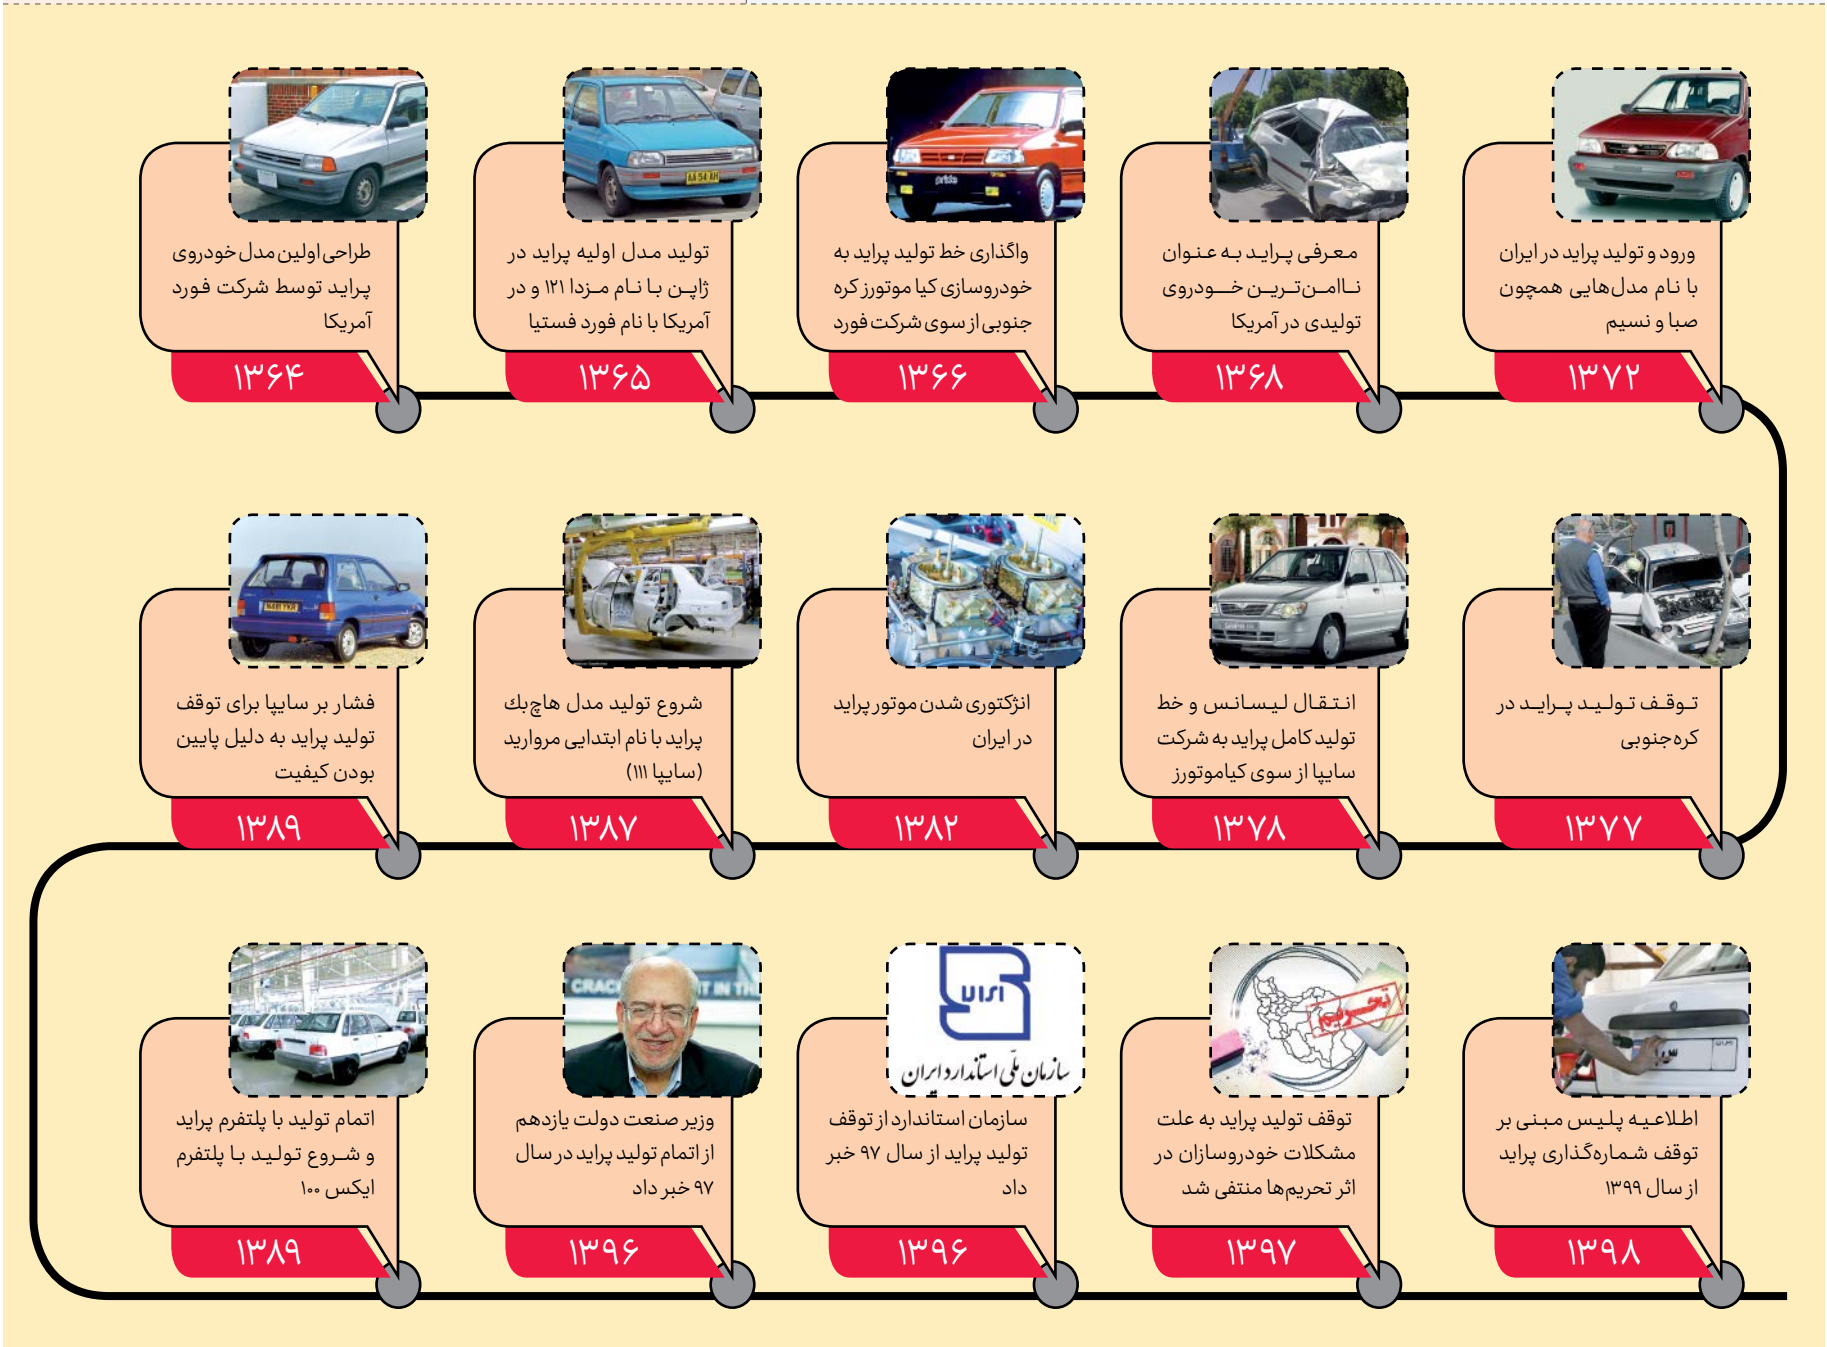 طراحی اولین مدل خودروی
پراید توسط شرکت فورد
آمریکا
۱۳۶۴
تولید مدل اولیه پراید در
ژاپن با نام مزدا ۱۲۱ و در
آمریکا با نام فورد فستیا
۱۳۶۵
AA 54 AH
واگذاری خط تولید پراید به
خودروسازی کیا موتورز کره
جنوبی از سوی شرکت فورد
۱۳۶۶
pride
معرفی پراید به عنوان
ناامن‌ترین خودروی
تولیدی در آمریکا
۱۳۶۸
ورود و تولید پراید در ایران
با نام مدل‌هایی همچون
صبا و نسیم
۱۳۷۲
توقف تولید پراید در
کره‌جنوبی
۱۳۷۷
انتقال لیسانس و خط
تولید کامل پراید به شرکت
سایپا از سوی کیاموتورز
۱۳۷۸
انژکتوری شدن موتور پراید
در ایران
۱۳۸۲
شروع تولید مدل هاچ‌بك
پراید با نام ابتدایی مروارید
(سایپا ۱۱۱)
۱۳۸۷
فشار بر سایپا برای توقف
تولید پراید به دلیل پایین
بودن کیفیت
۱۳۸۹
اتمام تولید با پلتفرم پراید
و شروع تولید با پلتفرم
ایکس ۱۰۰
۱۳۸۹
وزیر صنعت دولت یازدهم
از اتمام تولید پراید در سال
۹۷ خبر داد
۱۳۹۶
سازمان ملّی استاندارد ایران
سازمان استاندارد از توقف
تولید پراید از سال ۹۷ خبر
داد
۱۳۹۶
تحریم
توقف تولید پراید به علت
مشکلات خودروسازان در
اثر تحریم‌ها منتفی شد
۱۳۹۷
اطلاعیه پلیس مبنی بر
توقف شماره‌گذاری پراید
از سال ۱۳۹۹
۱۳۹۸